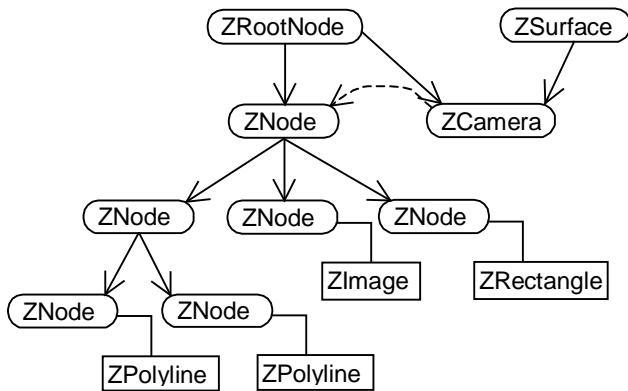 ZRootNode
ZSurface
ZNode
ZCamera
ZNode
ZNode
ZNode
ZImage
ZRectangle
ZNode
ZNode
ZPolyline
ZPolyline